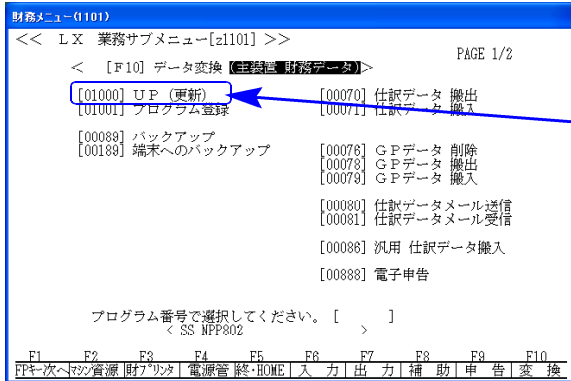 財務メニュー(1101)
<< ＬＸ 業務サブメニュー[z1101] >>
PAGE 1/2
< [F10] データ変換 (主装置 財務データ)>
[01000] ＵＰ (更新) [00070] 仕訳データ 搬出
[01001] プログラム登録 [00071] 仕訳データ 搬入
[00089] バックアップ
[00189] 端末へのバックアップ [00076] ＧＰデータ 削除
[00078] ＧＰデータ 搬出
[00079] ＧＰデータ 搬入
[00080] 仕訳データメール送信
[00081] 仕訳データメール受信
[00086] 汎用 仕訳データ搬入
[00888] 電子申告
プログラム番号で選択してください。 [ ]
< SS NPP802 >
F1 F2 F3 F4 F5 F6 F7 F8 F9 F10
FPキー次へ マシン資源 財プリンタ 電源管 終・HOME 入 力 出 力 補 助 申 告 変 換